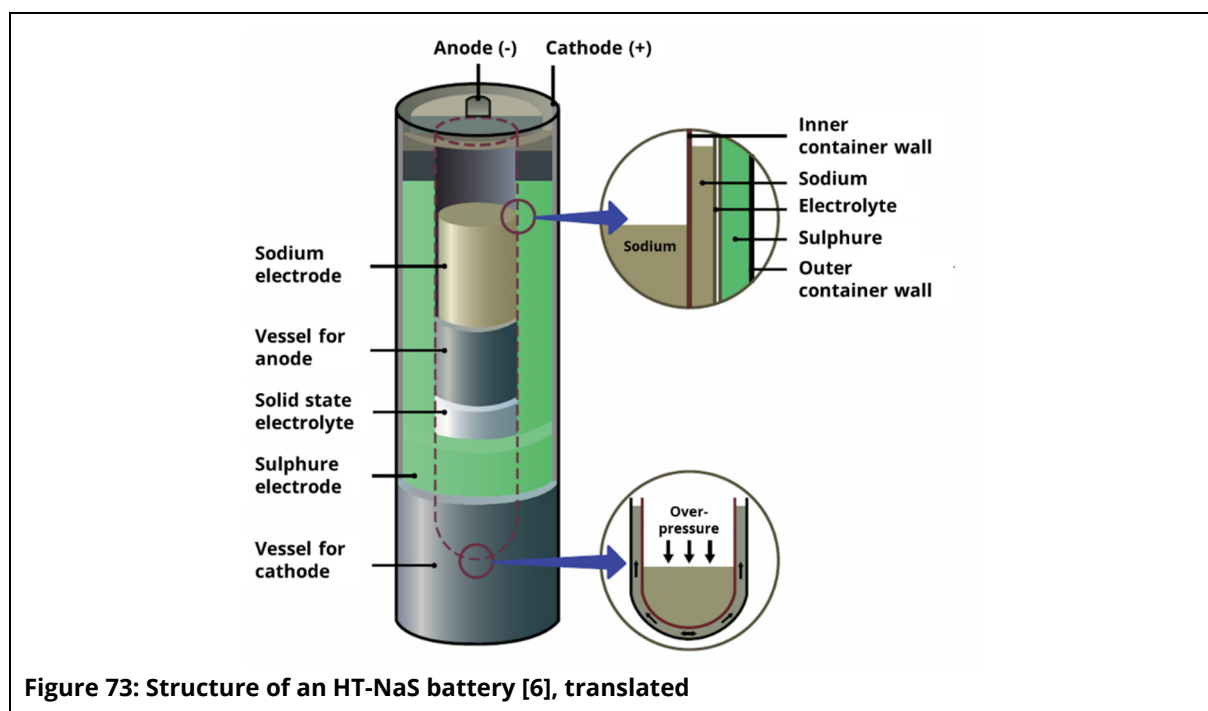 Anode (-)
Cathode (+)
Inner
container wall
Sodium
Electrolyte
Sulphure
Outer
container wall
Sodium
Sodium
electrode
Vessel for
anode
Solid state
electrolyte
Sulphure
electrode
Vessel for
cathode
Over-
pressure
Figure 73: Structure of an HT-NaS battery [6], translated